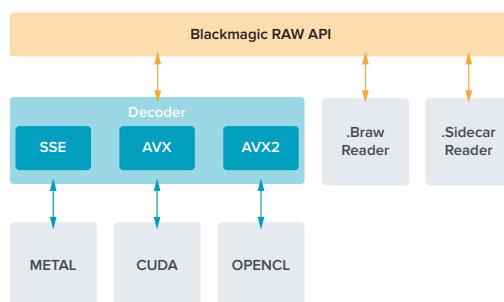 Blackmagic RAW API
Decoder
SSE
AVX
AVX2
.Braw
Reader
.Sidecar
Reader
METAL
CUDA
OPENCL